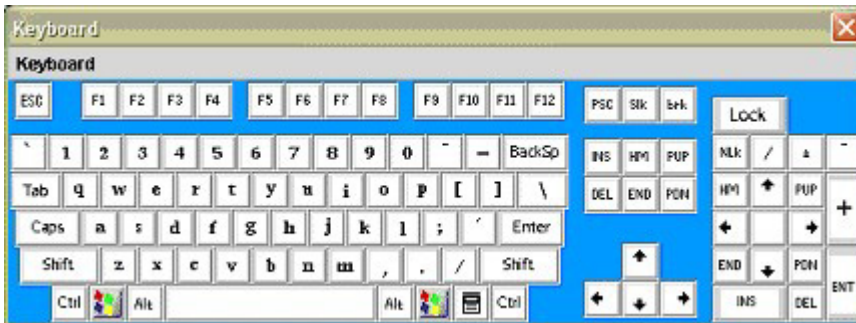 Keyboard
Keyboard
ESC F1 F2 F3 F4 F5 F6 F7 F8 F9 F10 F11 F12 PSC Slk brk
Lock
` 1 2 3 4 5 6 7 8 9 0 - = BackSp INS HM PUP NLk / * -
Tab q w e r t y u i o p [ ] \ DEL END PDN HM ↑ PUP +
Caps a s d f g h j k l ; ' Enter ← →
Shift z x c v b n m , . / Shift ↑ END ↓ PDN
Ctrl Alt Alt Ctrl ← ↓ → INS DEL ENT